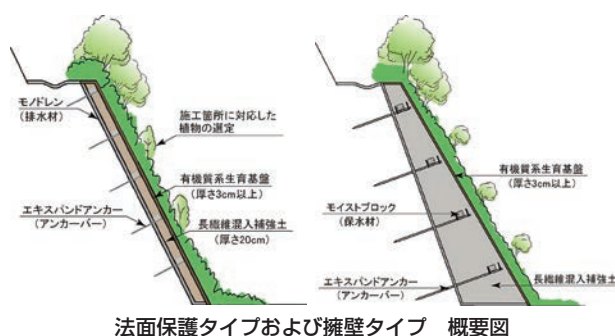 モノドレン
(排水材)
施工箇所に対応した
植物の選定
有機質系生育基盤
(厚さ3cm以上)
エキスパンドアンカー
(アンカーバー)
長繊維混入補強土
(厚さ20cm)
有機質系生育基盤
(厚さ3cm以上)
モイストブロック
(保水材)
エキスパンドアンカー
(アンカーバー)
長繊維混入補強土
法面保護タイプおよび擁壁タイプ 概要図